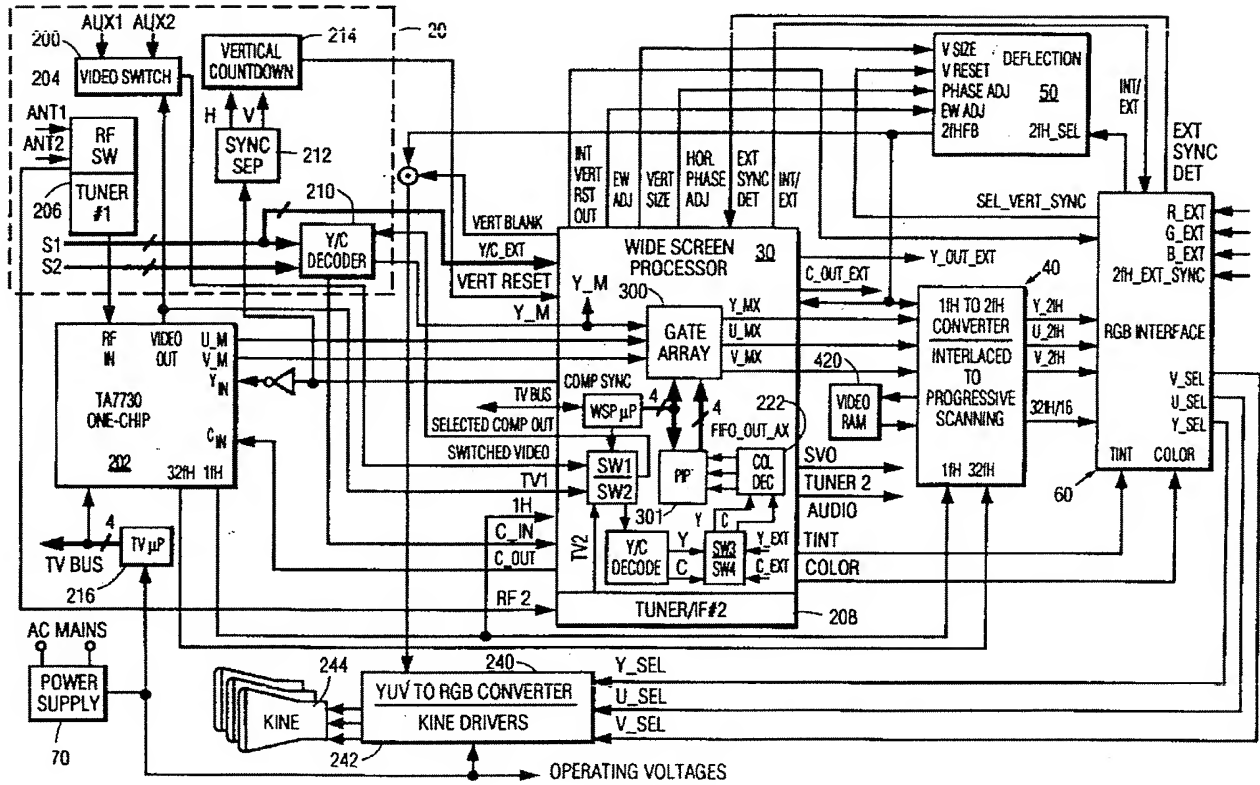 AUX1 AUX2
200
204
VIDEO SWITCH
VERTICAL
COUNTDOWN
214
20
H V
ANT1
ANT2
RF
SW
TUNER
#1
206
SYNC
SEP
212
210
S1
S2
Y/C
DECODER
VERT BLANK
Y/C_EXT
VERT RESET
Y_M
INT
VERT
RST
OUT
EW
ADJ
VERT
SIZE
HOR.
PHASE
ADJ
EXT
SYNC
DET
INT/
EXT
V SIZE
V RESET
PHASE ADJ
EW ADJ
2fHFB
DEFLECTION
50
2fH_SEL
INT/
EXT
EXT
SYNC
DET
SEL_VERT_SYNC
R_EXT
G_EXT
B_EXT
2fH_EXT_SYNC
RGB INTERFACE
V_SEL
U_SEL
Y_SEL
TINT COLOR
60
WIDE SCREEN
PROCESSOR
30
Y_OUT_EXT
C_OUT_EXT
Y_M
300
GATE
ARRAY
Y_MX
U_MX
V_MX
40
1fH TO 2fH
CONVERTER
INTERLACED
TO
PROGRESSIVE
SCANNING
1fH 32fH
Y_2fH
U_2fH
V_2fH
32fH/16
420
VIDEO
RAM
RF
IN
VIDEO
OUT
U_M
V_M
Y IN
TA7730
ONE-CHIP
202
C IN
32fH 1fH
COMP SYNC
TV BUS
WSP µP
4
4
222
SELECTED COMP OUT
FIFO_OUT_AX
SWITCHED VIDEO
TV1
SW1
SW2
PIP
301
COL
DEC
SVO
TUNER 2
AUDIO
TINT
COLOR
1H
C_IN
C_OUT
TV2
Y C
Y/C
DECODE
Y
C
SW3
SW4
Y_EXT
C_EXT
RF 2
TUNER/IF#2
208
4
TV BUS
TV µP
216
AC MAINS
POWER
SUPPLY
70
244
KINE
240
YUV TO RGB CONVERTER
KINE DRIVERS
242
Y_SEL
U_SEL
V_SEL
OPERATING VOLTAGES